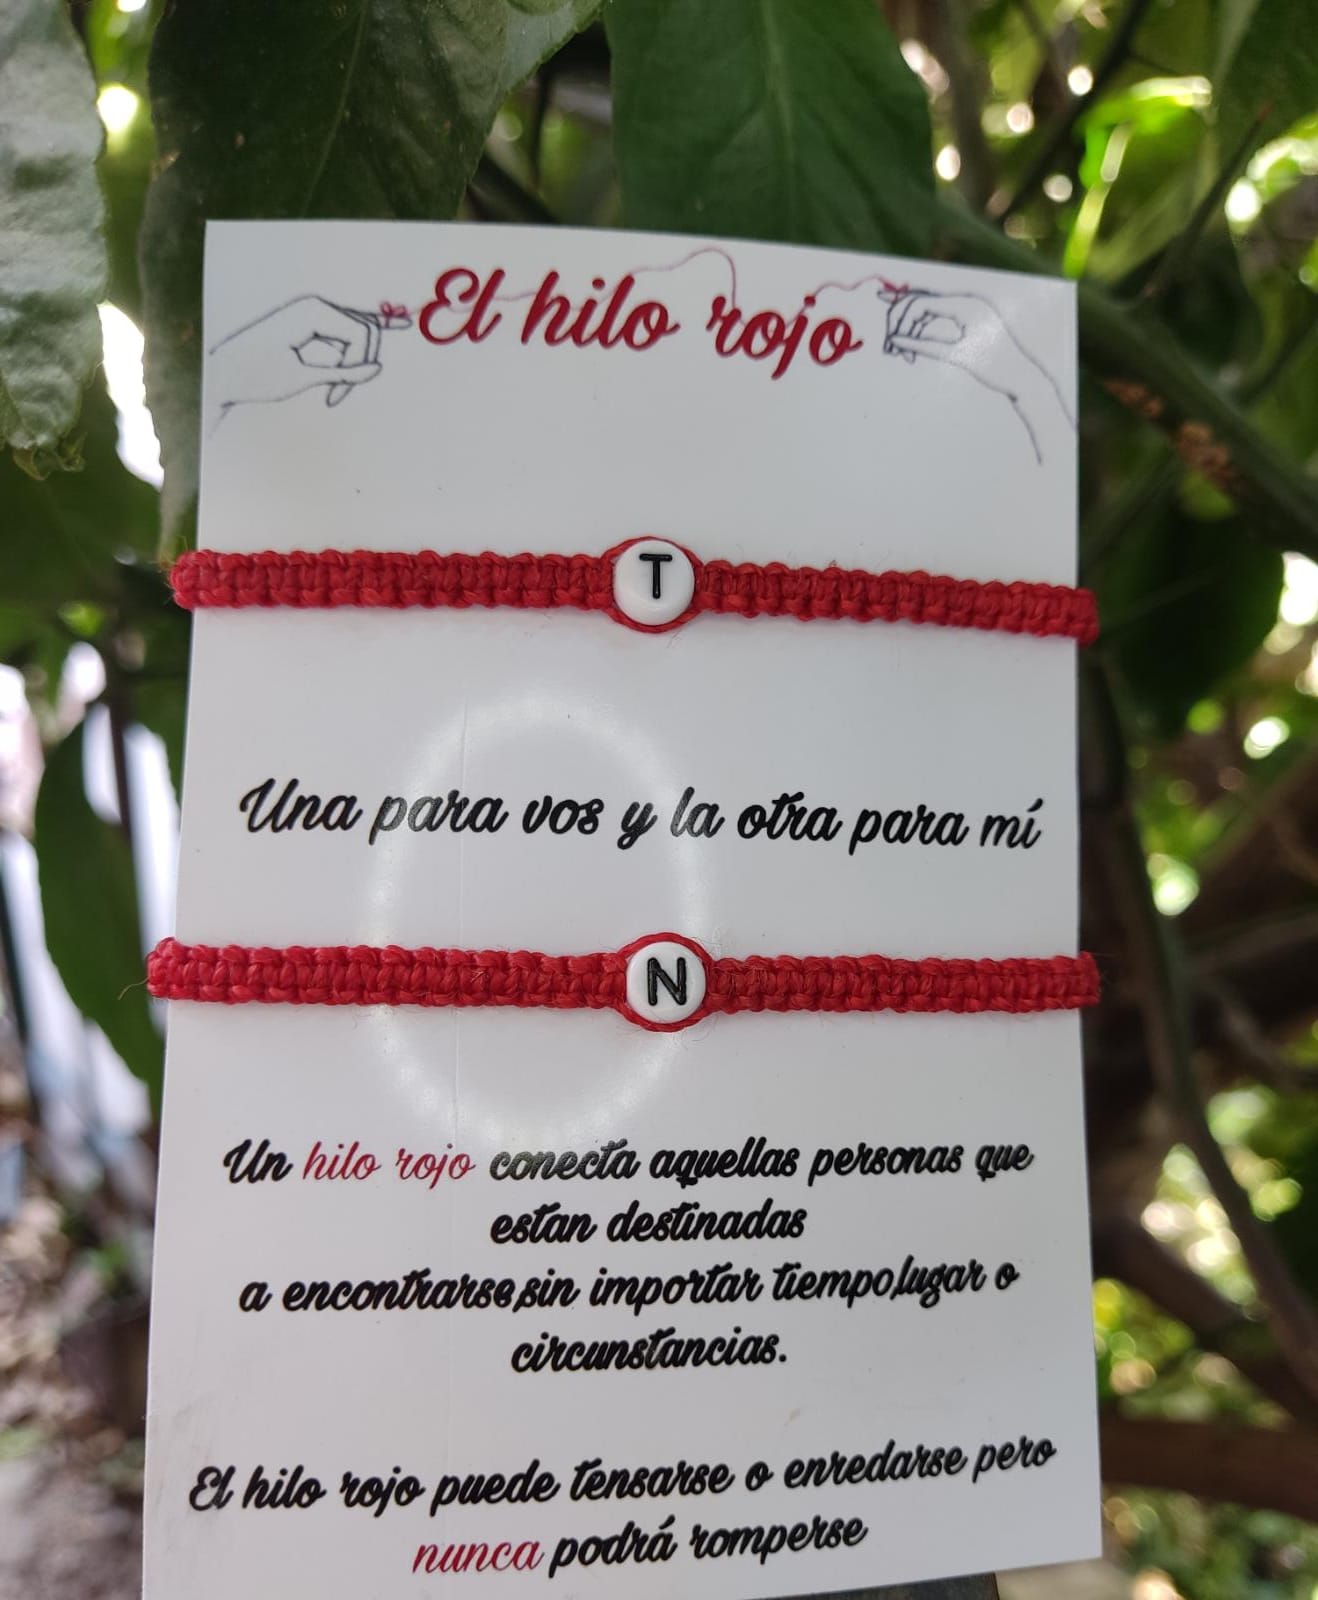 El hilo rojo
T
Una para vos y la otra para mí
N
Un hilo rojo conecta aquellas personas que
estan destinadas
a encontrarse,sin importar tiempo,lugar o
circunstancias.
El hilo rojo puede tensarse o enredarse pero
nunca podrá romperse